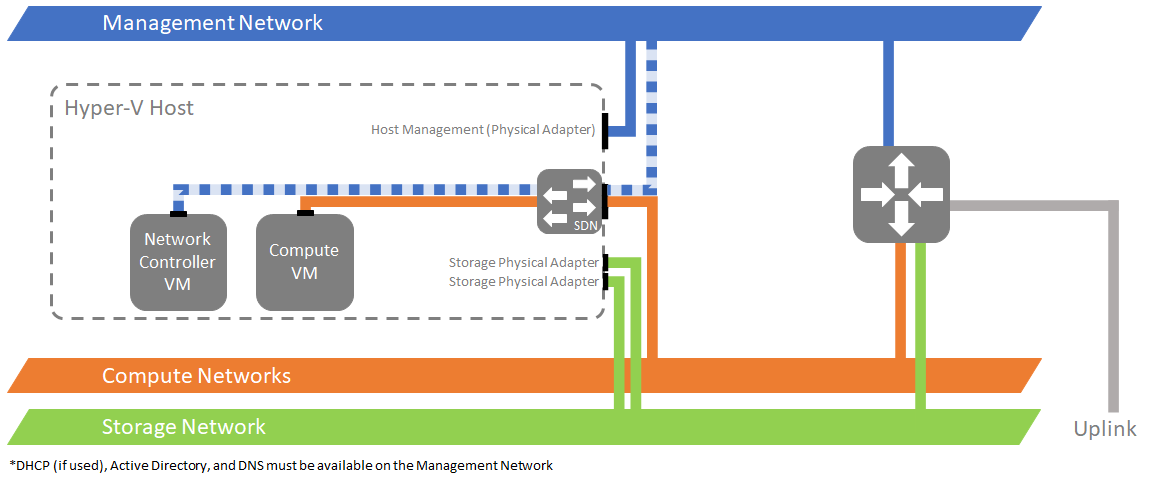 Management Network
Hyper-V Host
Host Management (Physical Adapter)
SDN
Network
Controller
VM
Compute
VM
Storage Physical Adapter
Storage Physical Adapter
Compute Networks
Storage Network
Uplink
*DHCP (if used), Active Directory, and DNS must be available on the Management Network